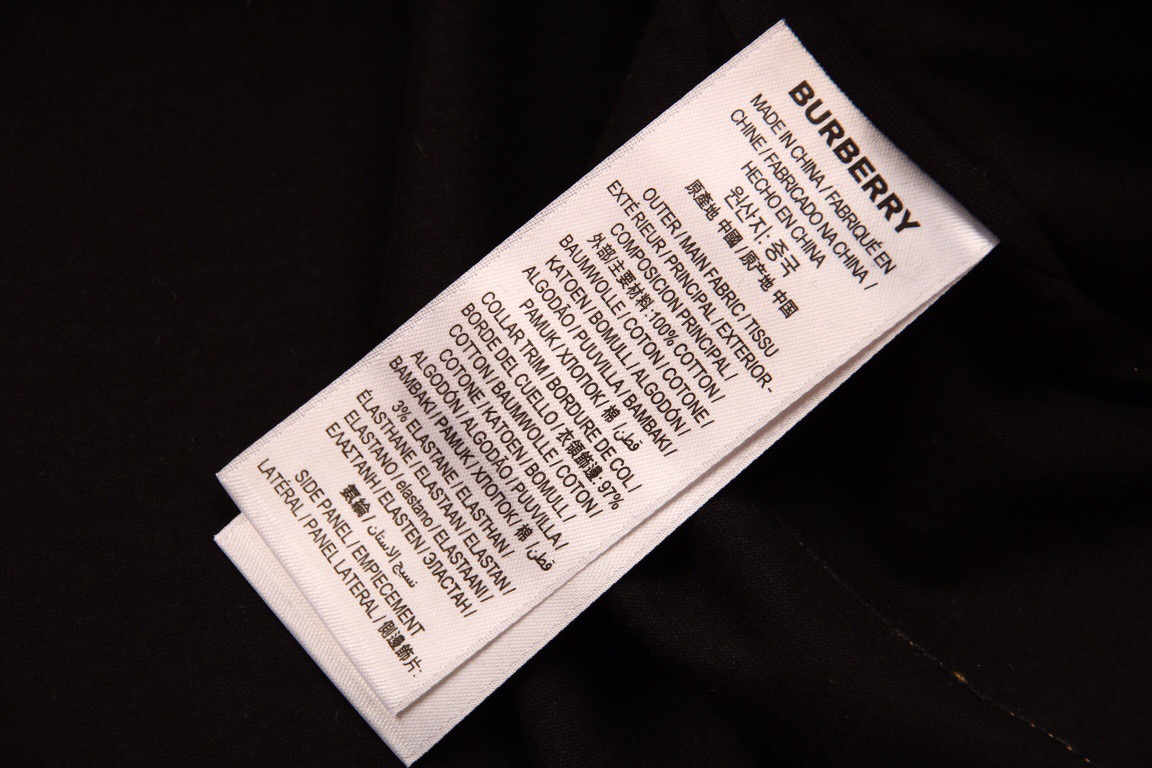 BURBERRY
MADE IN CHINA / FABRIQUÉ EN
CHINE / FABRICADO NA CHINA /
HECHO EN CHINA
원산지: 중국
原產地 中國 / 原产地 中国
OUTER / MAIN FABRIC / TISSU
EXTÉRIEUR / PRINCIPAL / EXTERIOR-
COMPOSICION PRINCIPAL /
外部/主要材料: 100% COTTON /
BAUMWOLLE / COTON / COTONE /
KATOEN / BOMULL / ALGODÓN /
ALGODÃO / PUUVILLA / BAMBAKI /
PAMUK / ХЛОПОК / 棉 / قطن
COLLAR TRIM / BORDURE DE COL /
BORDE DEL CUELLO / 衣領飾邊: 97%
COTTON / BAUMWOLLE / COTON /
COTONE / KATOEN / BOMULL /
ALGODÓN / ALGODÃO / PUUVILLA /
BAMBAKI / PAMUK / ХЛОПОК / 棉 / قطن
3% ELASTANE / ELASTHAN /
ÉLASTHANE / ELASTAAN / ELASTAN /
ELASTANO / elastano / ELASTAANI /
ΕΛΑΣΤΑΝΗ / ELASTEN / ЭЛАСТАН /
氨綸 / نسيج الاستان
SIDE PANEL / EMPIECEMENT
LATÉRAL / PANEL LATERAL / 側邊飾片: